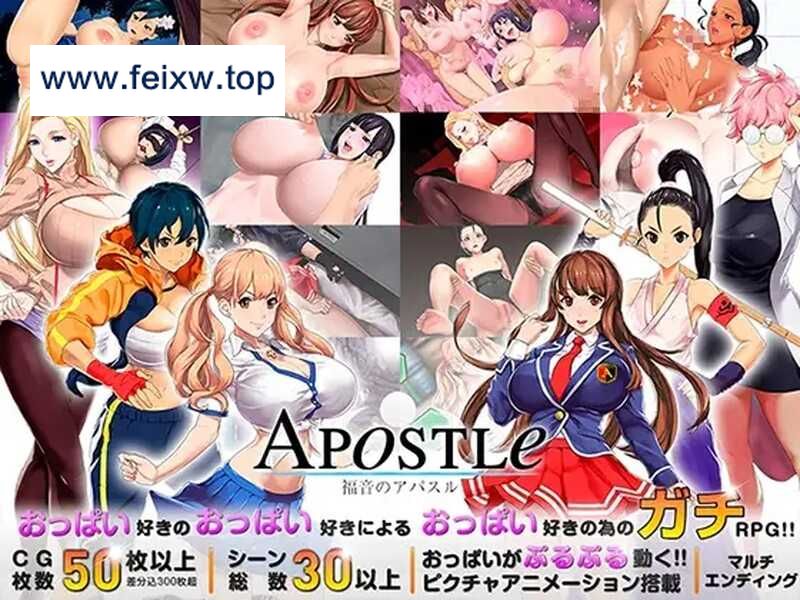 www.feixw.top
APOSTLe
福音のアパスル
おっぱい好きのおっぱい好きによるおっぱい好きの為のガチRPG!!
CG枚数50枚以上 差分込300枚超
シーン総数30以上
おっぱいがぷるぷる動く!!
ピクチャアニメーション搭載
マルチ
エンディング